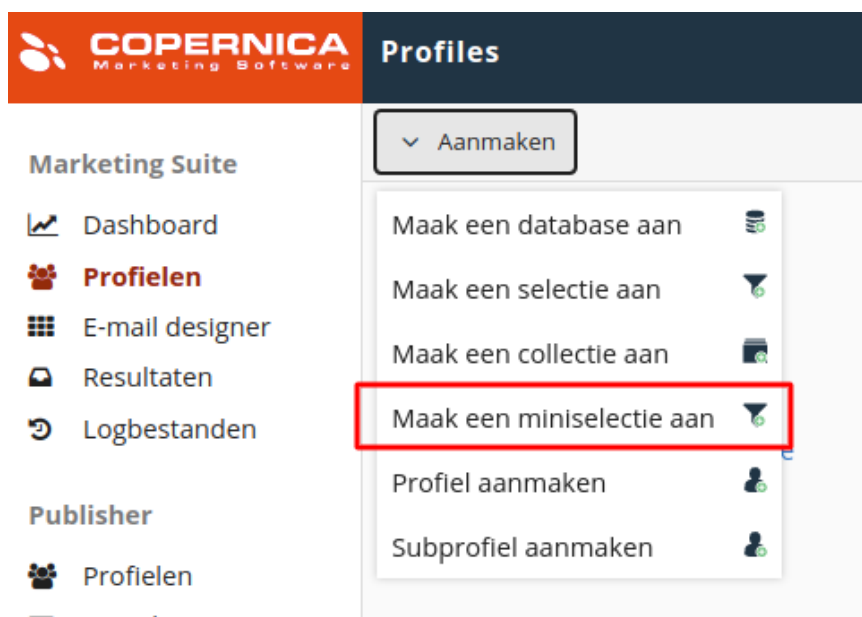 COPERNICA
Marketing Software
Profiles
Aanmaken
Marketing Suite
Dashboard
Profielen
E-mail designer
Resultaten
Logbestanden
Publisher
Profielen
Maak een database aan
Maak een selectie aan
Maak een collectie aan
Maak een miniselectie aan
Profiel aanmaken
Subprofiel aanmaken